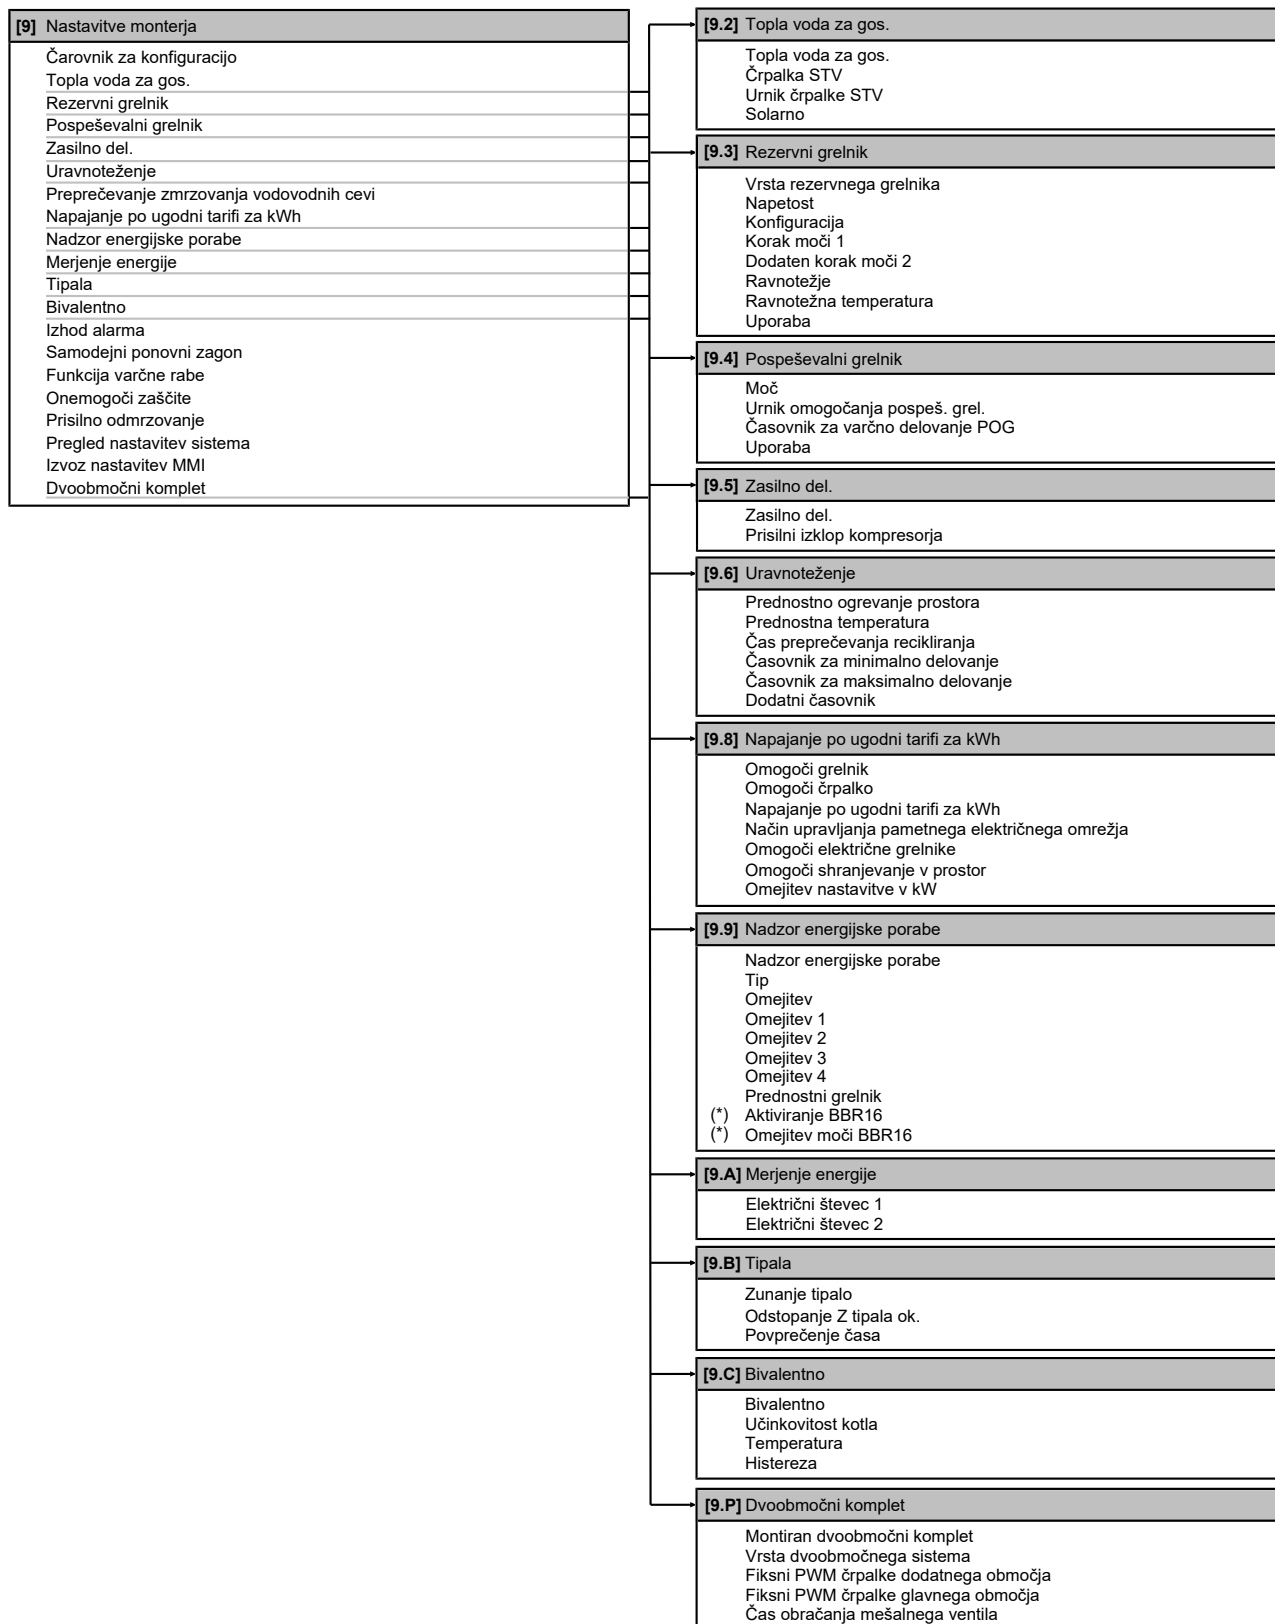 [9] Nastavitve monterja
Čarovnik za konfiguracijo
Topla voda za gos.
Rezervni grelnik
Pospeševalni grelnik
Zasilno del.
Uravnoteženje
Preprečevanje zmrzovanja vodovodnih cevi
Napajanje po ugodni tarifi za kWh
Nadzor energijske porabe
Merjenje energije
Tipala
Bivalentno
Izhod alarma
Samodejni ponovni zagon
Funkcija varčne rabe
Onemogoči zaščite
Prisilno odmrzovanje
Pregled nastavitev sistema
Izvoz nastavitev MMI
Dvoobmočni komplet
[9.2] Topla voda za gos.
Topla voda za gos.
Črpalka STV
Urnik črpalke STV
Solarno
[9.3] Rezervni grelnik
Vrsta rezervnega grelnika
Napetost
Konfiguracija
Korak moči 1
Dodaten korak moči 2
Ravnotežje
Ravnotežna temperatura
Uporaba
[9.4] Pospeševalni grelnik
Moč
Urnik omogočanja pospeš. grel.
Časovnik za varčno delovanje POG
Uporaba
[9.5] Zasilno del.
Zasilno del.
Prisilni izklop kompresorja
[9.6] Uravnoteženje
Prednostno ogrevanje prostora
Prednostna temperatura
Čas preprečevanja recikliranja
Časovnik za minimalno delovanje
Časovnik za maksimalno delovanje
Dodatni časovnik
[9.8] Napajanje po ugodni tarifi za kWh
Omogoči grelnik
Omogoči črpalko
Napajanje po ugodni tarifi za kWh
Način upravljanja pametnega električnega omrežja
Omogoči električne grelnike
Omogoči shranjevanje v prostor
Omejitev nastavitve v kW
[9.9] Nadzor energijske porabe
Nadzor energijske porabe
Tip
Omejitev
Omejitev 1
Omejitev 2
Omejitev 3
Omejitev 4
Prednostni grelnik
(*) Aktiviranje BBR16
(*) Omejitev moči BBR16
[9.A] Merjenje energije
Električni števec 1
Električni števec 2
[9.B] Tipala
Zunanje tipalo
Odstopanje Z tipala ok.
Povprečenje časa
[9.C] Bivalentno
Bivalentno
Učinkovitost kotla
Temperatura
Histereza
[9.P] Dvoobmočni komplet
Montiran dvoobmočni komplet
Vrsta dvoobmočnega sistema
Fiksni PWM črpalke dodatnega območja
Fiksni PWM črpalke glavnega območja
Čas obračanja mešalnega ventila